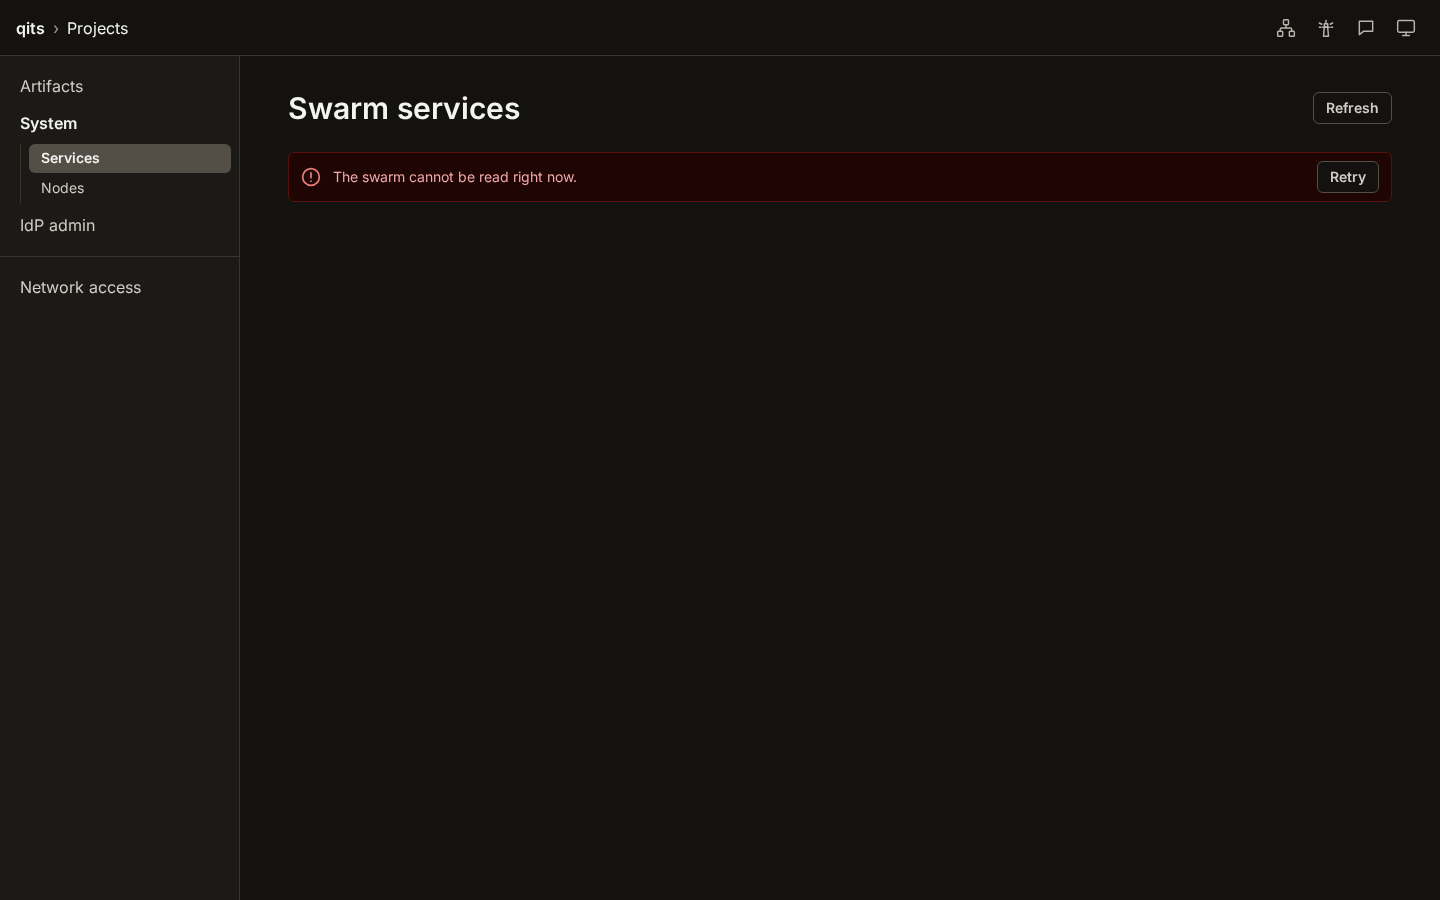 qits › Projects
Artifacts
System
Services
Nodes
IdP admin
Network access
Swarm services
Refresh
The swarm cannot be read right now.
Retry